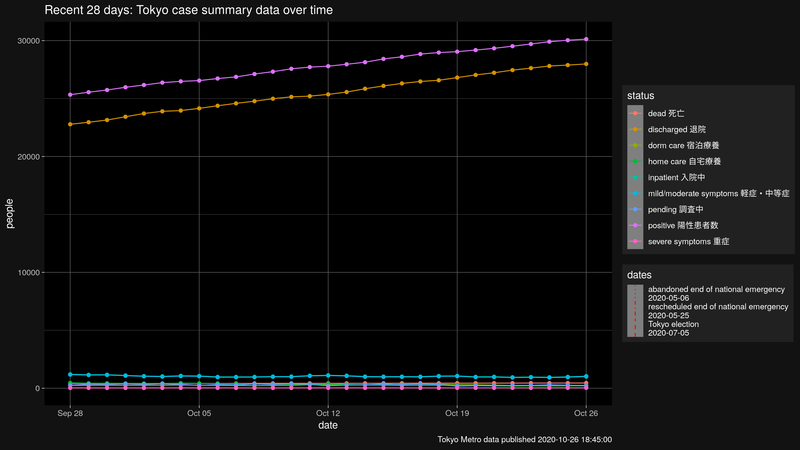 Recent 28 days: Tokyo case summary data over time
people
30000
20000
10000
0
Sep 28
Oct 05
Oct 12
Oct 19
Oct 26
date
Tokyo Metro data published 2020-10-26 18:45:00
status
dead 死亡
discharged 退院
dorm care 宿泊療養
home care 自宅療養
inpatient 入院中
mild/moderate symptoms 軽症・中等症
pending 調査中
positive 陽性患者数
severe symptoms 重症
dates
abandoned end of national emergency
2020-05-06
rescheduled end of national emergency
2020-05-25
Tokyo election
2020-07-05